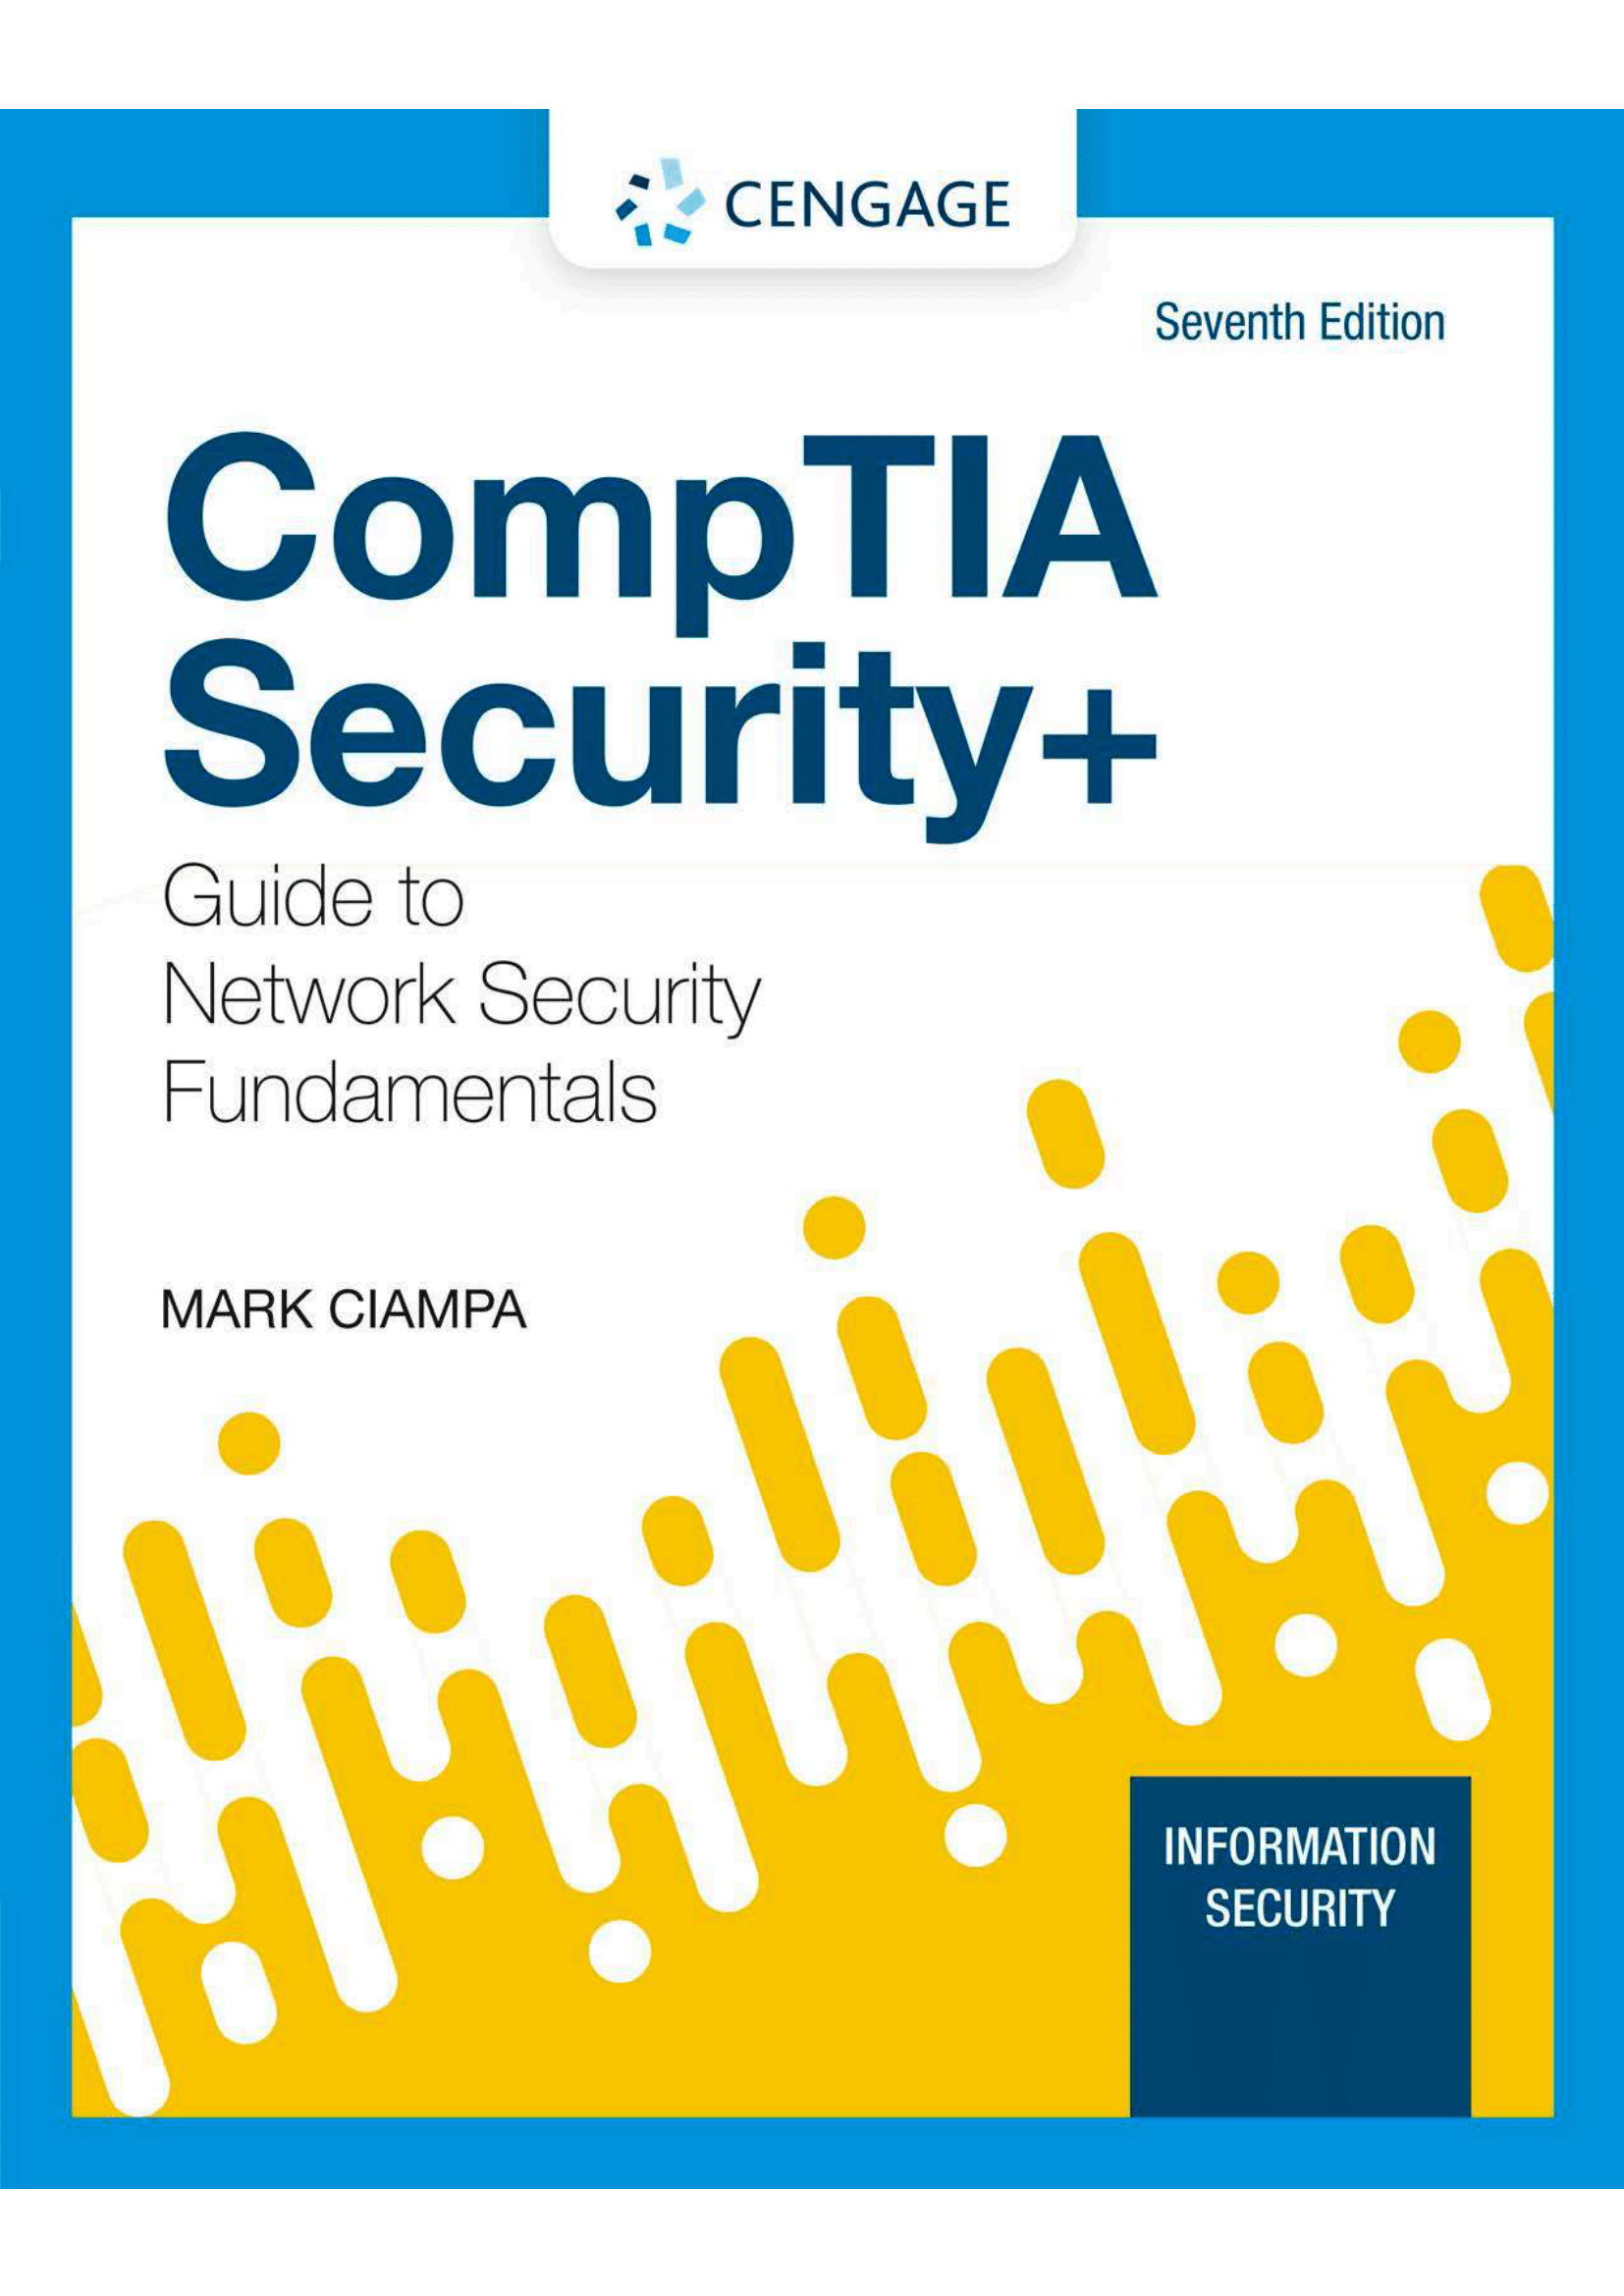 CENGAGE
Seventh Edition
CompTIA
Security+
Guide to
Network Security
Fundamentals
MARK CIAMPA
INFORMATION
SECURITY